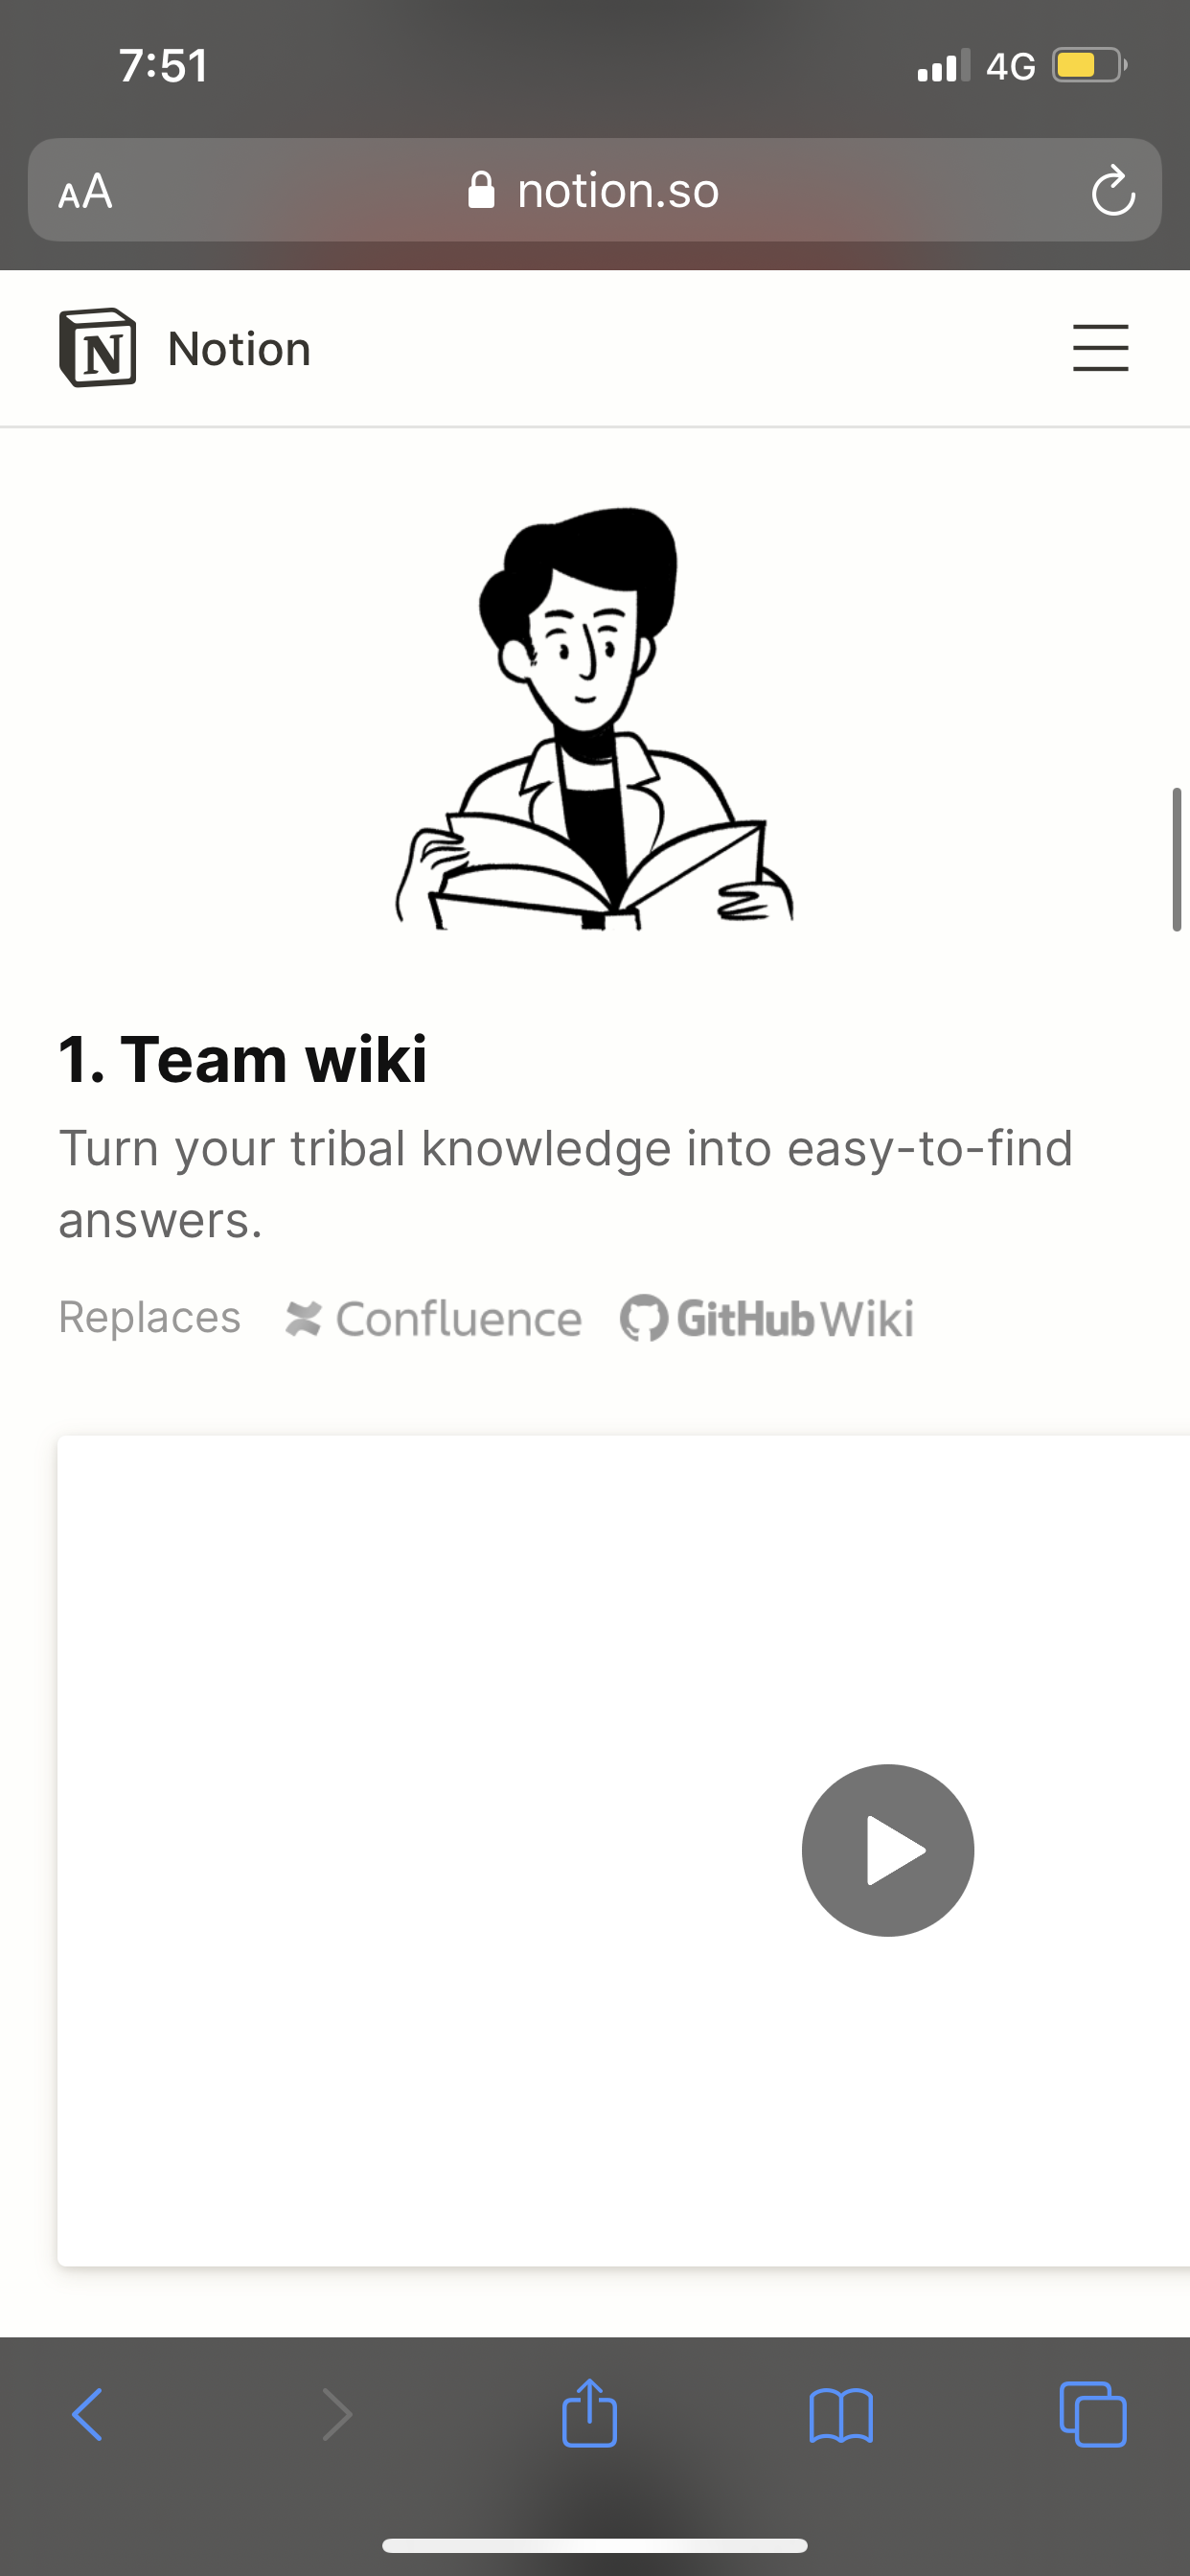 7:51
4G
AA
notion.so
N
Notion
1. Team wiki
Turn your tribal knowledge into easy-to-find
answers.
Replaces Confluence GitHub Wiki